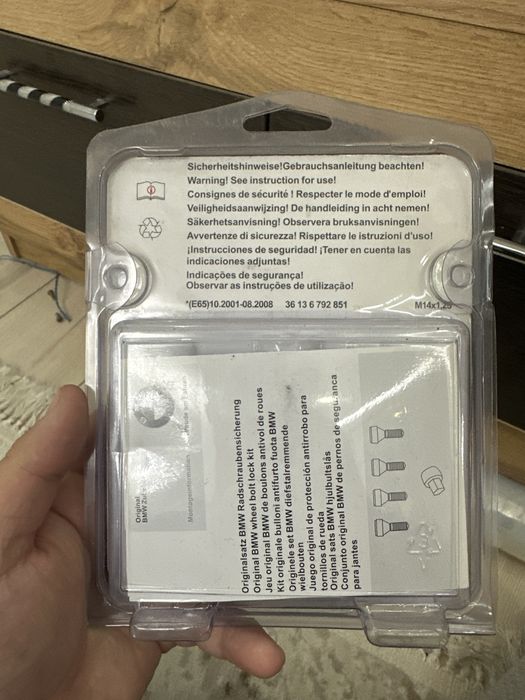 Sicherheitshinweise!Gebrauchsanleitung beachten!
Warning! See instruction for use!
Consignes de sécurité ! Respecter le mode d'emploi!
Veiligheidsaanwijzing! De handleiding in acht nemen!
Säkerhetsanvisning! Observera bruksanvisningen!
Avvertenze di sicurezza! Rispettare le istruzioni d'uso!
¡Instrucciones de seguridad! ¡Tener en cuenta las
indicaciones adjuntas!
Indicações de segurança!
Observar as instruções de utilização!
*(E65)10.2001-08.2008 36 13 6 792 851 M14x1,25
Original
BMW
Montageinformation
Originalsatz BMW Radschraubensicherung
Original BMW wheel bolt lock kit
Jeu original BMW de boulons antivol de roues
Kit originale bulloni antifurto fuota BMW
Originele set BMW diefstalremmende
wielbouten
Juego original de protección antirrobo para
tornillos de rueda
Original sats BMW hjulbultslås
Conjunto original BMW de pernos de segurança
para jantes